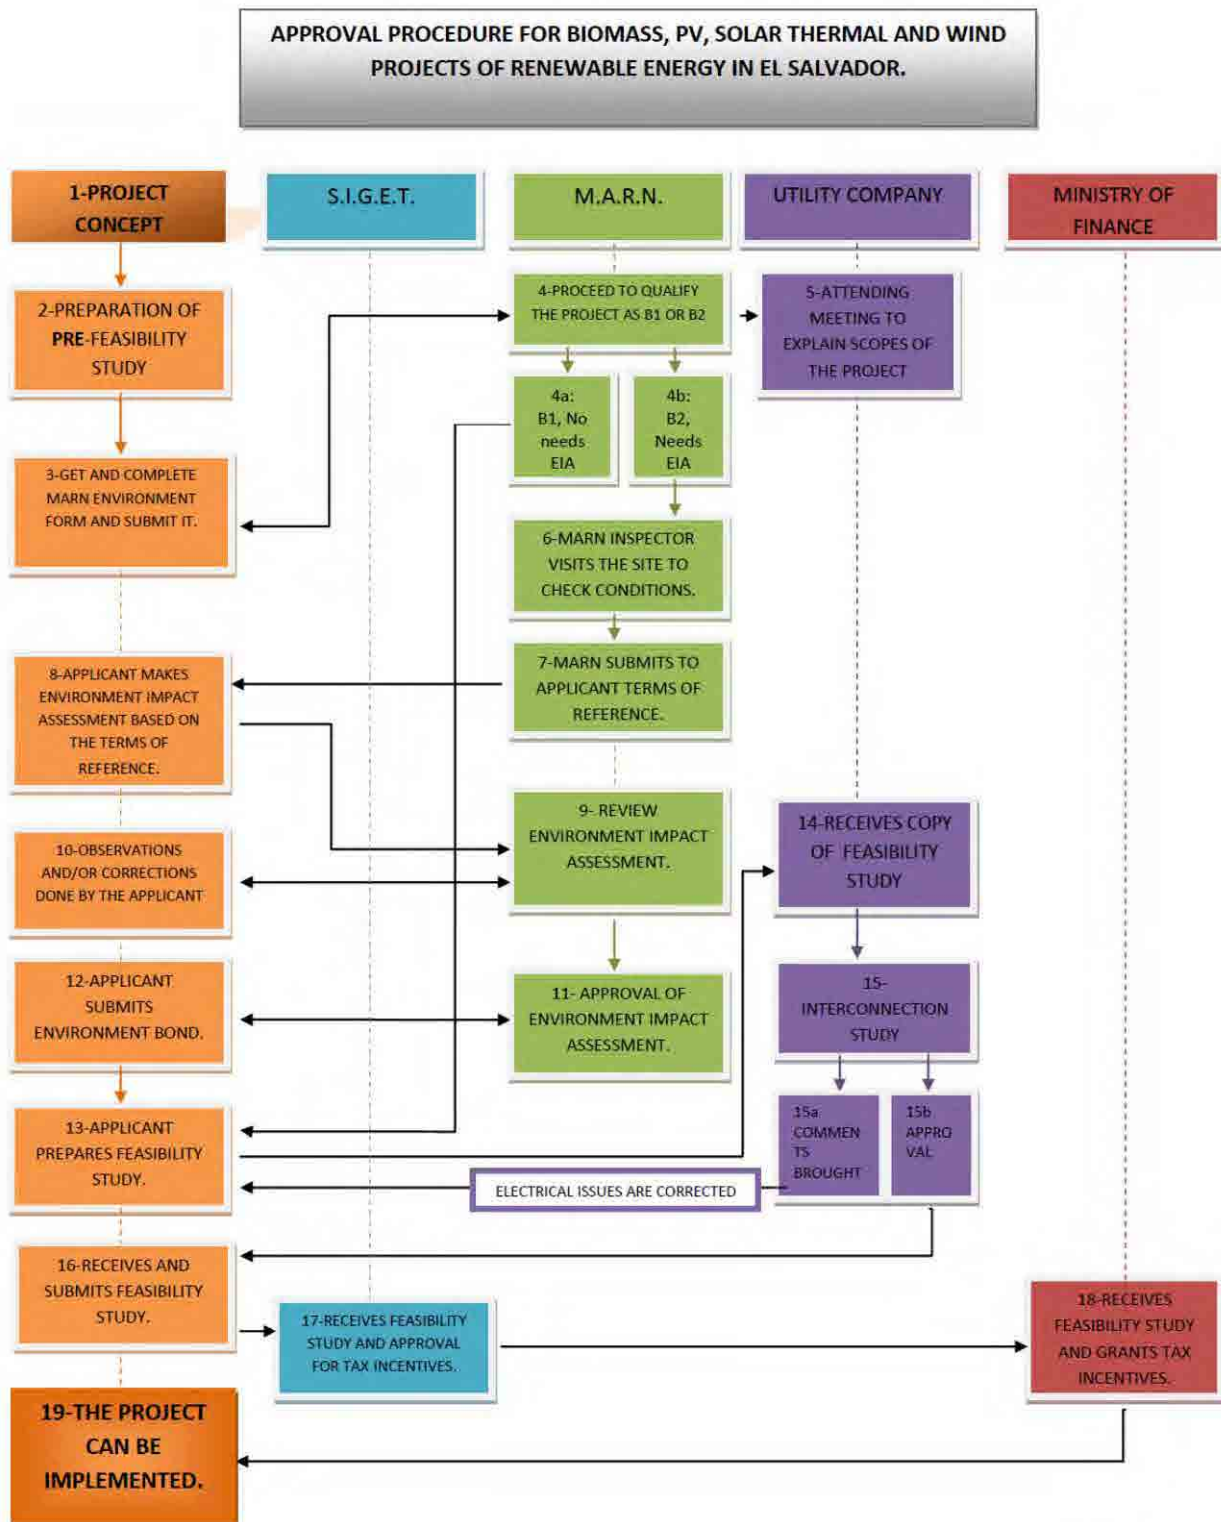 APPROVAL PROCEDURE FOR BIOMASS, PV, SOLAR THERMAL AND WIND
PROJECTS OF RENEWABLE ENERGY IN EL SALVADOR.
1-PROJECT
CONCEPT
S.I.G.E.T.
M.A.R.N.
UTILITY COMPANY
MINISTRY OF
FINANCE
2-PREPARATION OF
PRE-FEASIBILITY
STUDY
4-PROCEED TO QUALIFY
THE PROJECT AS B1 OR B2
5-ATTENDING
MEETING TO
EXPLAIN SCOPES OF
THE PROJECT
4a:
B1, No
needs
EIA
4b:
B2,
Needs
EIA
3-GET AND COMPLETE
MARN ENVIRONMENT
FORM AND SUBMIT IT.
6-MARN INSPECTOR
VISITS THE SITE TO
CHECK CONDITIONS.
7-MARN SUBMITS TO
APPLICANT TERMS OF
REFERENCE.
8-APPLICANT MAKES
ENVIRONMENT IMPACT
ASSESSMENT BASED ON
THE TERMS OF
REFERENCE.
9- REVIEW
ENVIRONMENT IMPACT
ASSESSMENT.
14-RECEIVES COPY
OF FEASIBILITY
STUDY
10-OBSERVATIONS
AND/OR CORRECTIONS
DONE BY THE APPLICANT
12-APPLICANT
SUBMITS
ENVIRONMENT BOND.
11- APPROVAL OF
ENVIRONMENT IMPACT
ASSESSMENT.
15-
INTERCONNECTION
STUDY
13-APPLICANT
PREPARES FEASIBILITY
STUDY.
15a
COMMEN
TS
BROUGHT
15b
APPRO
VAL
ELECTRICAL ISSUES ARE CORRECTED
16-RECEIVES AND
SUBMITS FEASIBILITY
STUDY.
17-RECEIVES FEASIBILITY
STUDY AND APPROVAL
FOR TAX INCENTIVES.
18-RECEIVES
FEASIBILITY STUDY
AND GRANTS TAX
INCENTIVES.
19-THE PROJECT
CAN BE
IMPLEMENTED.